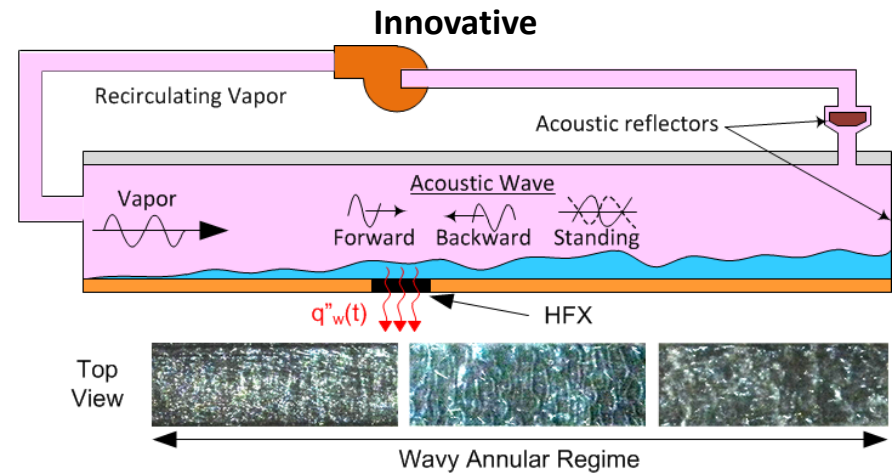 Innovative
Recirculating Vapor
Acoustic reflectors
Vapor
Acoustic Wave
Forward
Backward
Standing
q"w(t)
HFX
Top
View
Wavy Annular Regime